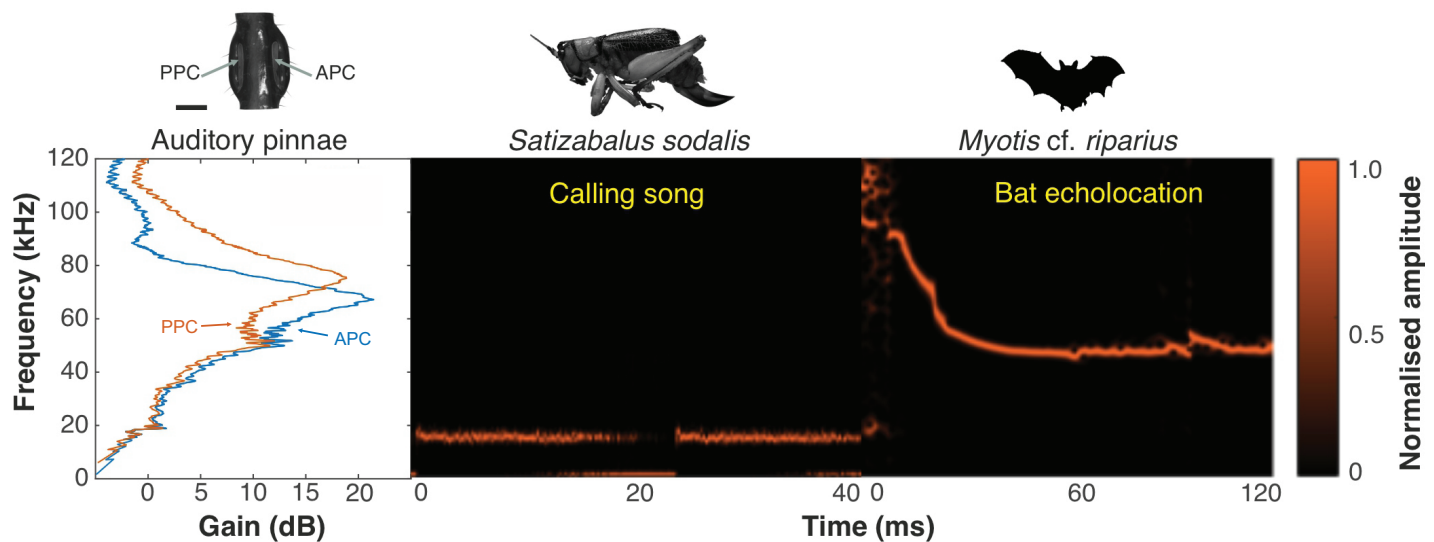 PPC
APC
Auditory pinnae
Satizabalus sodalis
Myotis cf. riparius
Frequency (kHz)
120
100
80
60
40
20
0
PPC
APC
0
5
10
15
20
Gain (dB)
Calling song
0
20
40
Bat echolocation
0
60
120
Time (ms)
1.0
0.5
0
Normalised amplitude